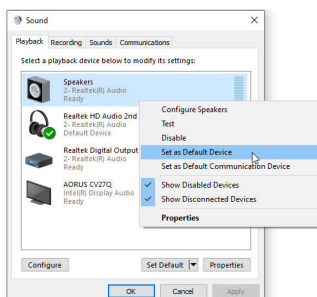 Sound
Playback Recording Sounds Communications
Select a playback device below to modify its settings:
Speakers
2- Realtek(R) Audio
Ready
Realtek HD Audio 2nd
2- Realtek(R) Audio
Default Device
Realtek Digital Output
2- Realtek(R) Audio
Ready
AORUS CV27Q
Intel(R) Display Audio
Ready
Configure Speakers
Test
Disable
Set as Default Device
Set as Default Communication Device
Show Disabled Devices
Show Disconnected Devices
Properties
Configure Set Default Properties
OK Cancel Apply